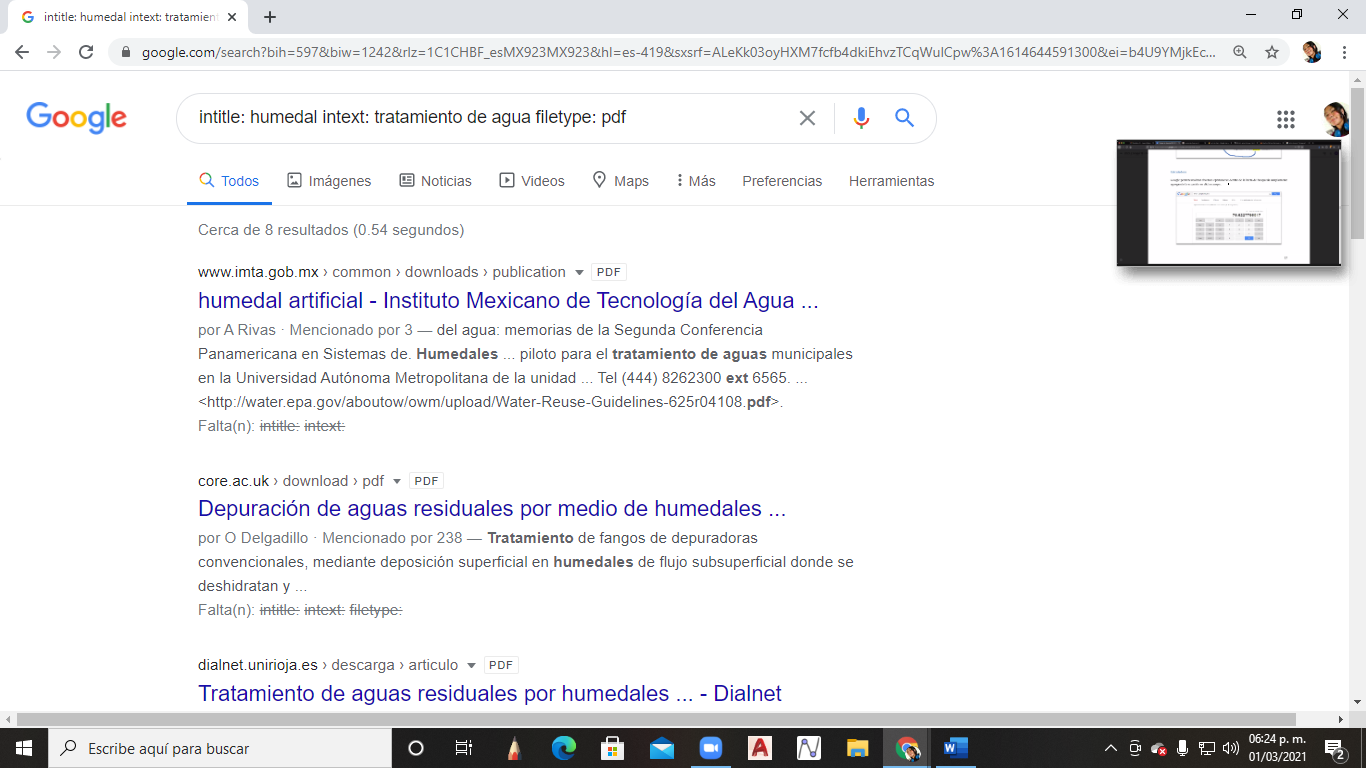 intitle: humedal intext: tratamient
google.com/search?bih=597&biw=1242&rlz=1C1CHBF_esMX923MX923&hl=es-419&sxsrf=ALeKk03oyHXM7fcfb4dkiEhvzTCqWulCpw%3A1614644591300&ei=b4U9YMjkEc...
Google
intitle: humedal intext: tratamiento de agua filetype: pdf
Todos Imágenes Noticias Videos Maps Más Preferencias Herramientas
Cerca de 8 resultados (0.54 segundos)
www.imta.gob.mx › common › downloads › publication PDF
humedal artificial - Instituto Mexicano de Tecnología del Agua ...
por A Rivas · Mencionado por 3 — del agua: memorias de la Segunda Conferencia
Panamericana en Sistemas de. Humedales ... piloto para el tratamiento de aguas municipales
en la Universidad Autónoma Metropolitana de la unidad ... Tel (444) 8262300 ext 6565. ...
<http://water.epa.gov/aboutow/owm/upload/Water-Reuse-Guidelines-625r04108.pdf>.
Falta(n): intitle: intext:
core.ac.uk › download › pdf PDF
Depuración de aguas residuales por medio de humedales ...
por O Delgadillo · Mencionado por 238 — Tratamiento de fangos de depuradoras
convencionales, mediante deposición superficial en humedales de flujo subsuperficial donde se
deshidratan y ...
Falta(n): intitle: intext: filetype:
dialnet.unirioja.es › descarga › articulo PDF
Tratamiento de aguas residuales por humedales ... - Dialnet
Escribe aquí para buscar
06:24 p. m.
01/03/2021
2